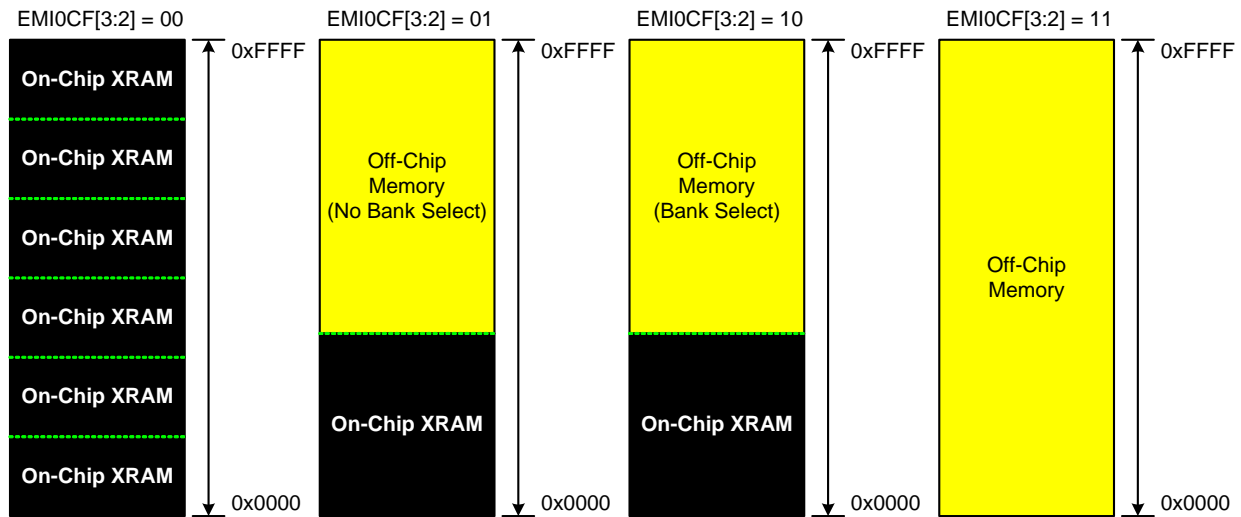 EMI0CF[3:2] = 00
On-Chip XRAM
On-Chip XRAM
On-Chip XRAM
On-Chip XRAM
On-Chip XRAM
On-Chip XRAM
0xFFFF
0x0000
EMI0CF[3:2] = 01
Off-Chip
Memory
(No Bank Select)
On-Chip XRAM
0xFFFF
0x0000
EMI0CF[3:2] = 10
Off-Chip
Memory
(Bank Select)
On-Chip XRAM
0xFFFF
0x0000
EMI0CF[3:2] = 11
Off-Chip
Memory
0xFFFF
0x0000